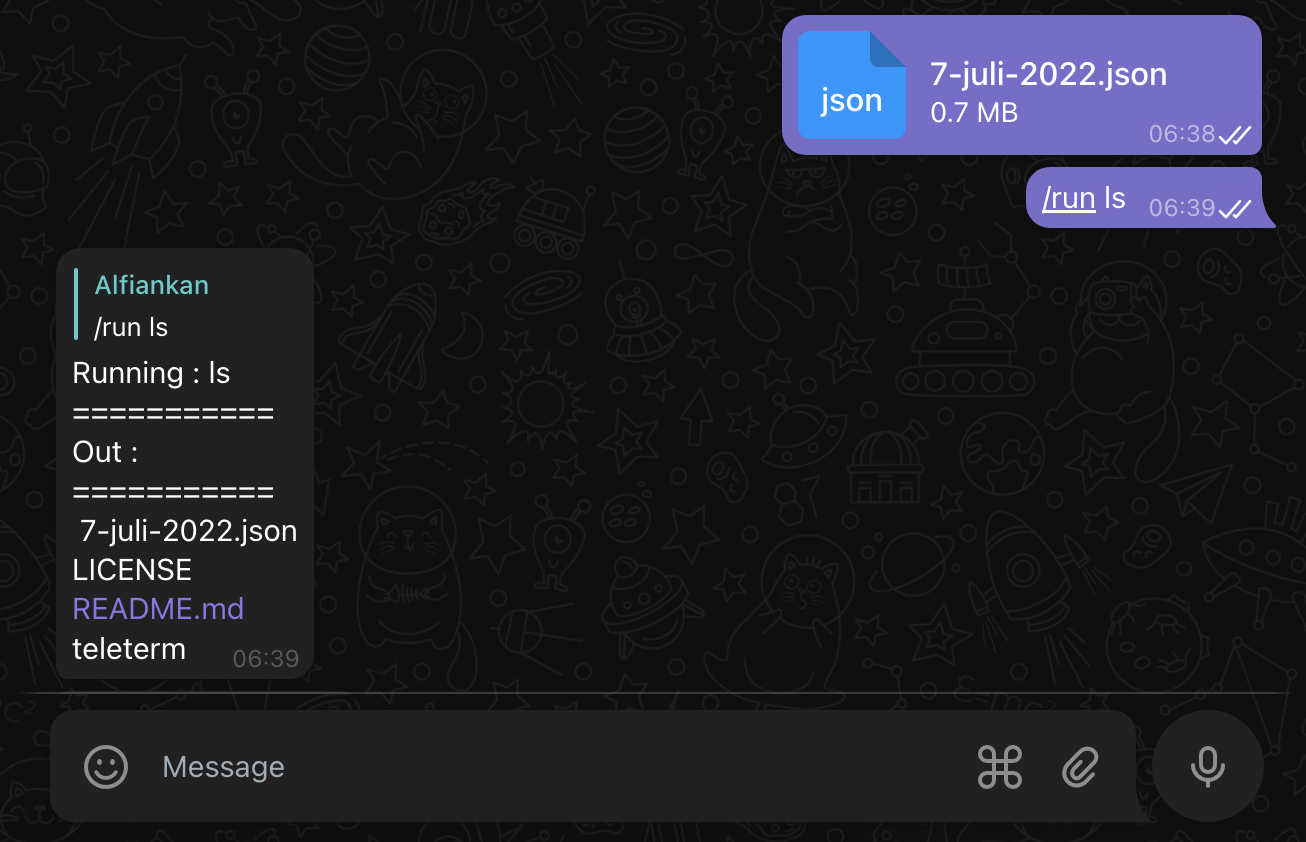 json
7-juli-2022.json
0.7 MB
06:38
/run ls
06:39
Alfiankan
/run ls
Running : ls
===========
Out :
===========
7-juli-2022.json
LICENSE
README.md
teleterm
06:39
Message